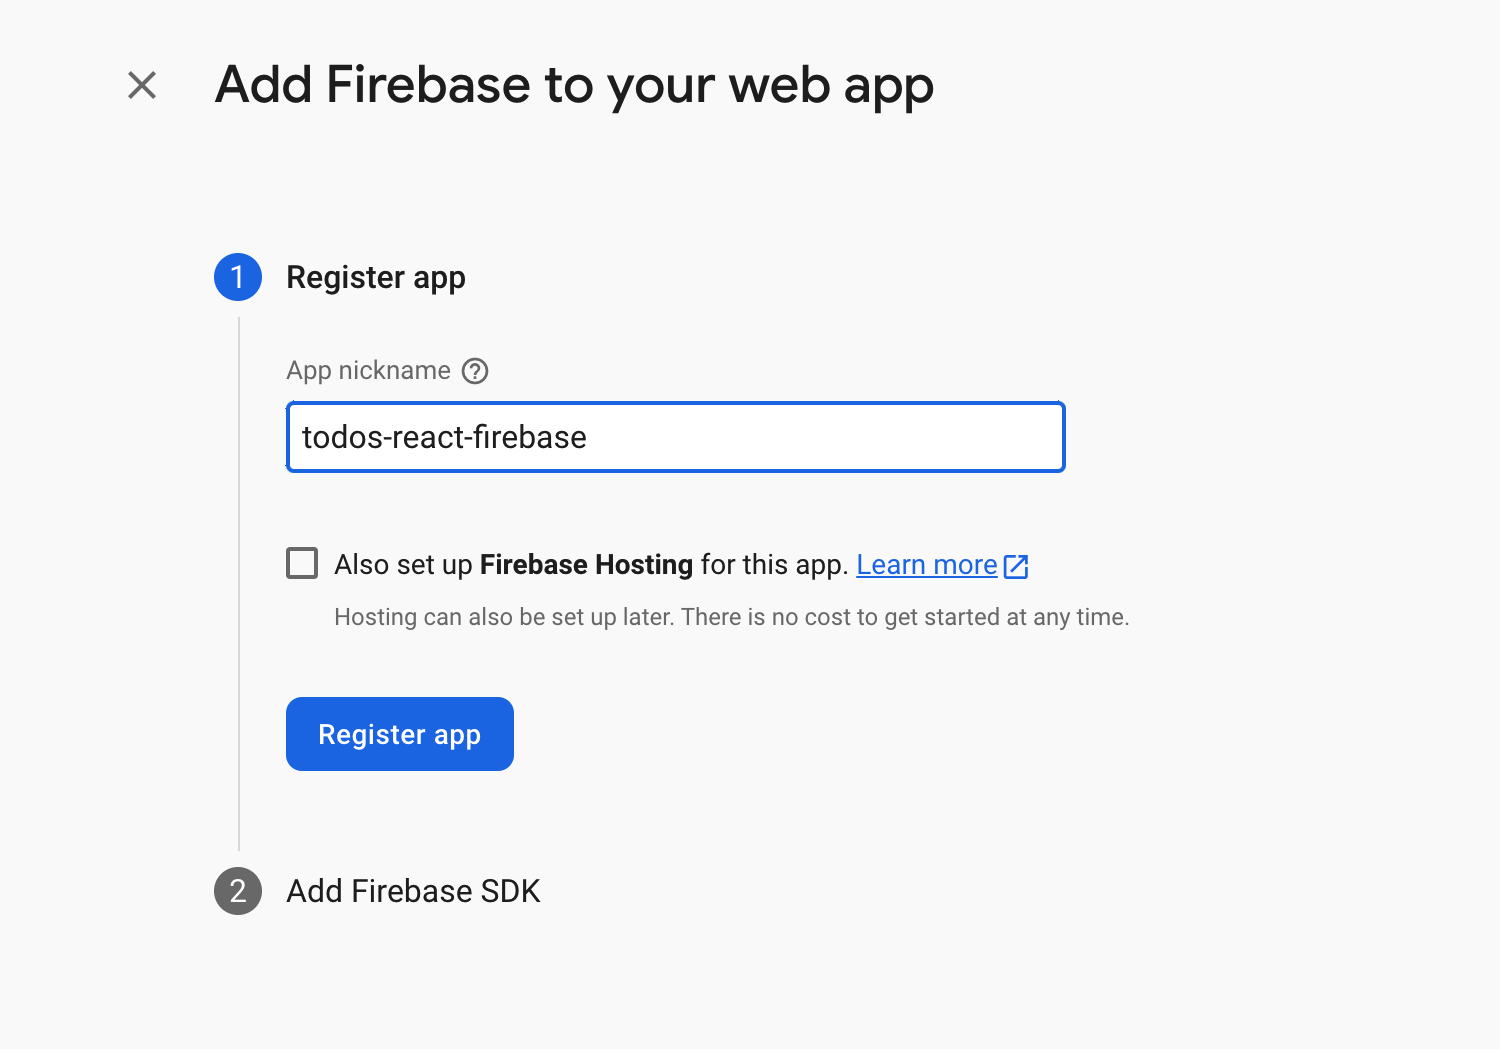 Add Firebase to your web app
1 Register app
App nickname ?
todos-react-firebase
Also set up Firebase Hosting for this app. Learn more
Hosting can also be set up later. There is no cost to get started at any time.
Register app
2 Add Firebase SDK